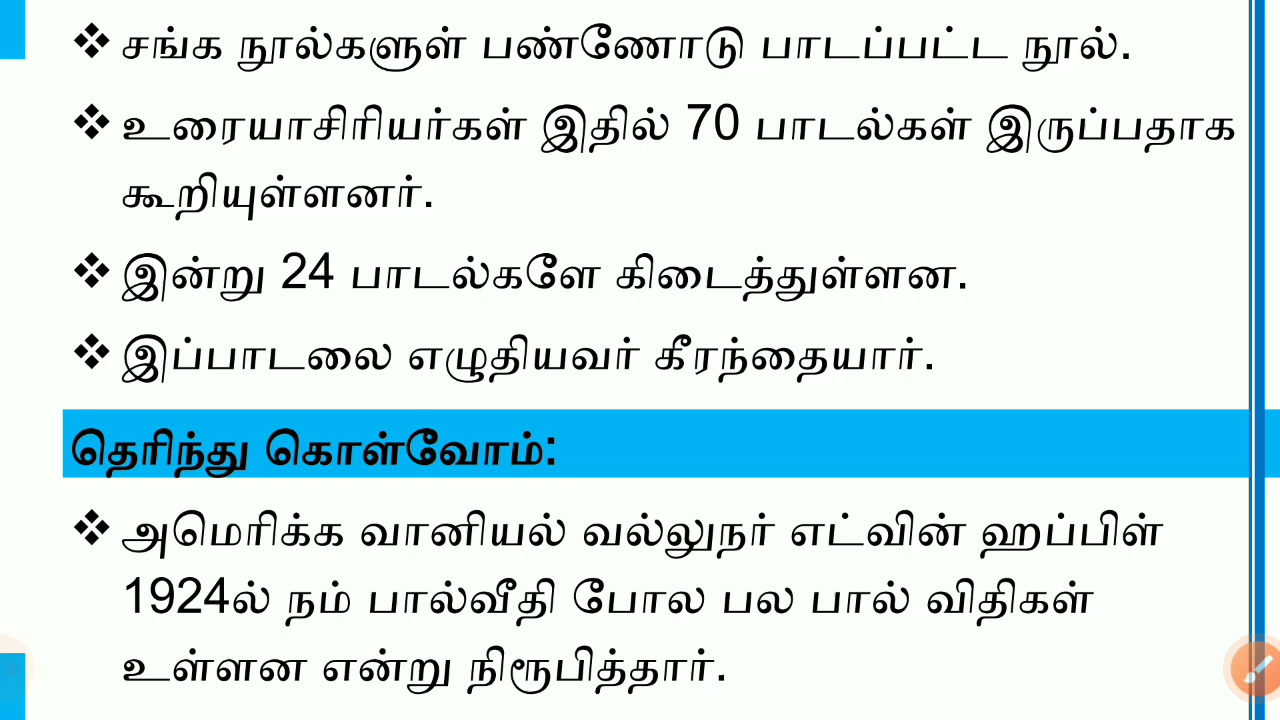 ❖ சங்க நூல்களுள் பண்ணோடு பாடப்பட்ட நூல்.
❖ உரையாசிரியர்கள் இதில் 70 பாடல்கள் இருப்பதாக
கூறியுள்ளனர்.
❖ இன்று 24 பாடல்களே கிடைத்துள்ளன.
❖ இப்பாடலை எழுதியவர் கீரந்தையார்.
தெரிந்து கொள்வோம்:
❖ அமெரிக்க வானியல் வல்லுநர் எட்வின் ஹப்பிள்
1924ல் நம் பால்வீதி போல பல பால் விதிகள்
உள்ளன என்று நிரூபித்தார்.